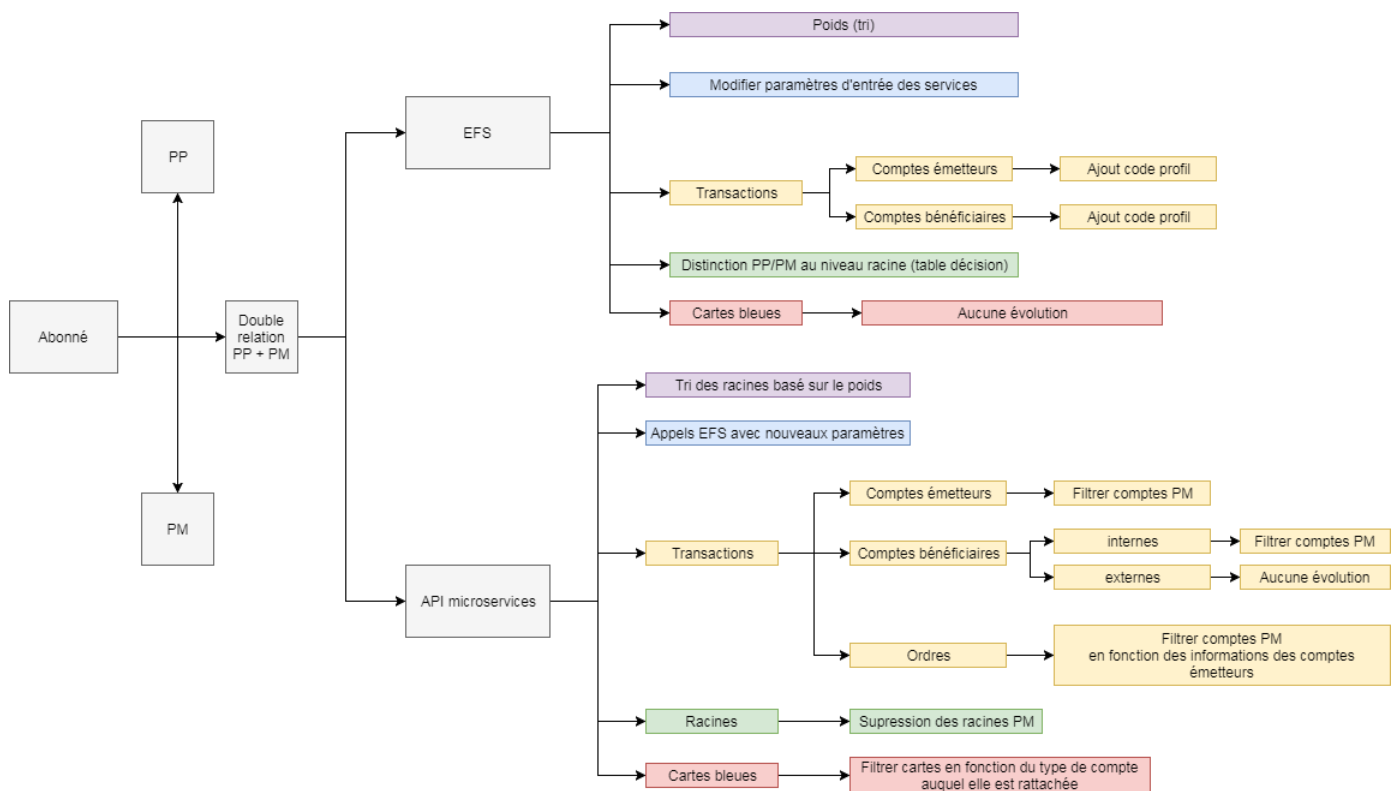 Abonné
PP
PM
Double
relation
PP + PM
EFS
Poids (tri)
Modifier paramètres d'entrée des services
Transactions
Comptes émetteurs
Ajout code profil
Comptes bénéficiaires
Ajout code profil
Distinction PP/PM au niveau racine (table décision)
Cartes bleues
Aucune évolution
API microservices
Tri des racines basé sur le poids
Appels EFS avec nouveaux paramètres
Transactions
Comptes émetteurs
Filtrer comptes PM
Comptes bénéficiaires
internes
Filtrer comptes PM
externes
Aucune évolution
Ordres
Filtrer comptes PM
en fonction des informations des comptes
émetteurs
Racines
Supression des racines PM
Cartes bleues
Filtrer cartes en fonction du type de compte
auquel elle est rattachée